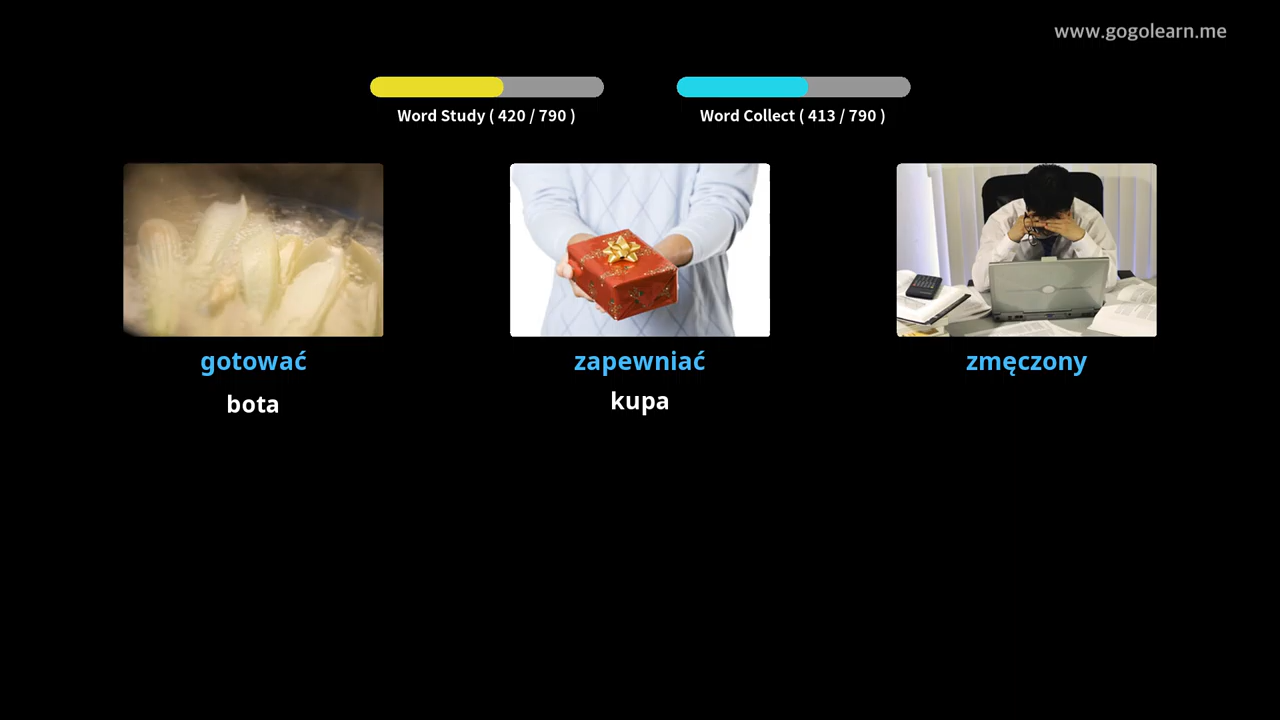 www.gogolearn.me
Word Study ( 420 / 790 )
Word Collect ( 413 / 790 )
gotować
zapewniać
zmęczony
bota
kupa